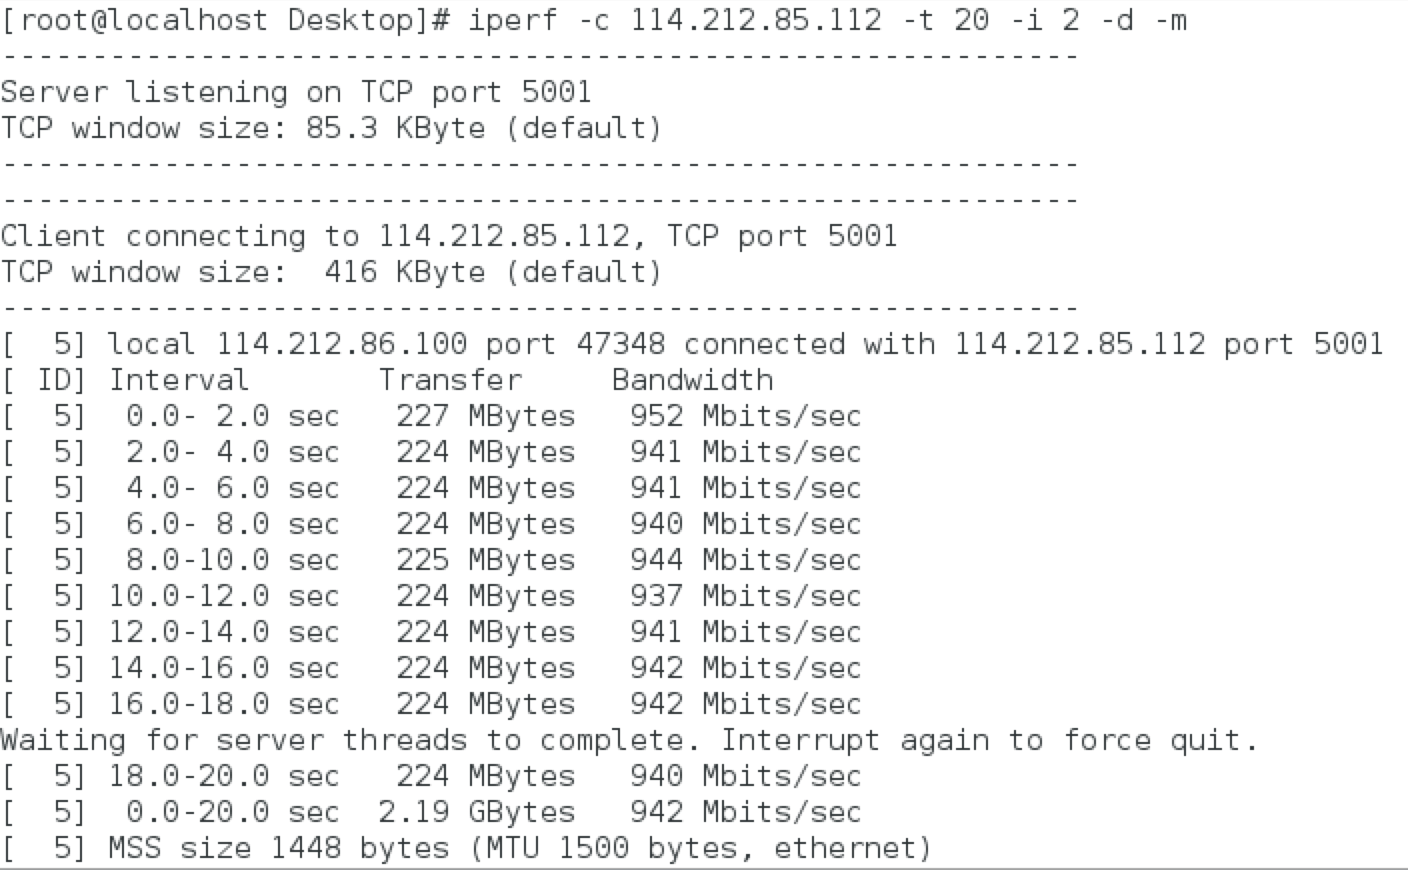 [root@localhost Desktop]# iperf -c 114.212.85.112 -t 20 -i 2 -d -m
------------------------------------------------------------
Server listening on TCP port 5001
TCP window size: 85.3 KByte (default)
------------------------------------------------------------
------------------------------------------------------------
Client connecting to 114.212.85.112, TCP port 5001
TCP window size:  416 KByte (default)
------------------------------------------------------------
[  5] local 114.212.86.100 port 47348 connected with 114.212.85.112 port 5001
[ ID] Interval       Transfer     Bandwidth
[  5]  0.0- 2.0 sec   227 MBytes   952 Mbits/sec
[  5]  2.0- 4.0 sec   224 MBytes   941 Mbits/sec
[  5]  4.0- 6.0 sec   224 MBytes   941 Mbits/sec
[  5]  6.0- 8.0 sec   224 MBytes   940 Mbits/sec
[  5]  8.0-10.0 sec   225 MBytes   944 Mbits/sec
[  5] 10.0-12.0 sec   224 MBytes   937 Mbits/sec
[  5] 12.0-14.0 sec   224 MBytes   941 Mbits/sec
[  5] 14.0-16.0 sec   224 MBytes   942 Mbits/sec
[  5] 16.0-18.0 sec   224 MBytes   942 Mbits/sec
Waiting for server threads to complete. Interrupt again to force quit.
[  5] 18.0-20.0 sec   224 MBytes   940 Mbits/sec
[  5]  0.0-20.0 sec  2.19 GBytes   942 Mbits/sec
[  5] MSS size 1448 bytes (MTU 1500 bytes, ethernet)